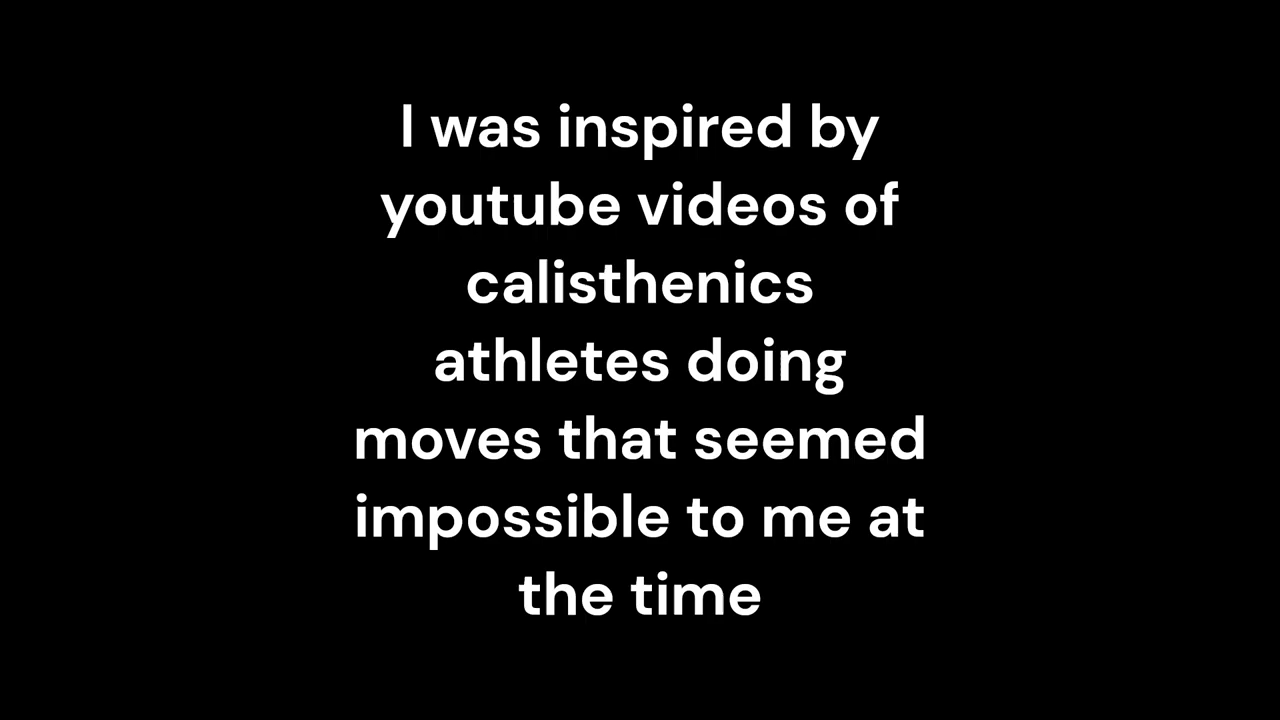 I was inspired by
youtube videos of
calisthenics
athletes doing
moves that seemed
impossible to me at
the time